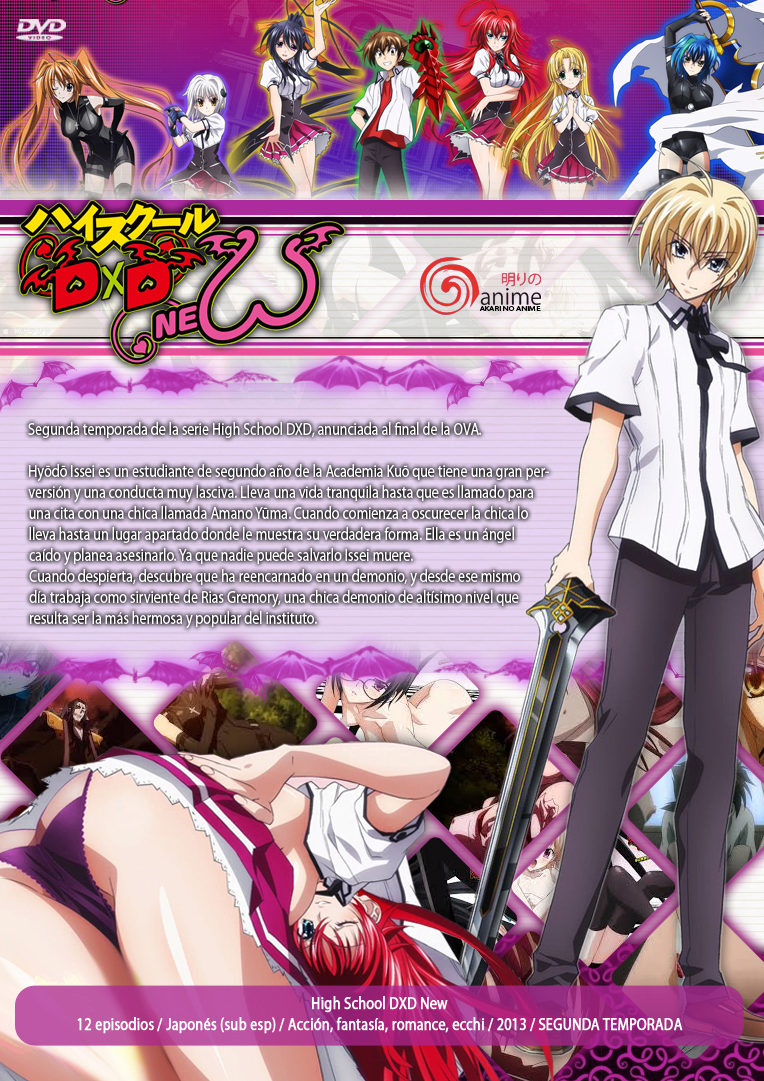 DVD
VIDEO
ハイスクール
DXD
NEW
明りの
anime
AKARI NO ANIME
Segunda temporada de la serie High School DXD, anunciada al final de la OVA.
Hyōdō Issei es un estudiante de segundo año de la Academia Kuō que tiene una gran per-
versión y una conducta muy lasciva. Lleva una vida tranquila hasta que es llamado para
una cita con una chica llamada Amano Yūma. Cuando comienza a oscurecer la chica lo
lleva hasta un lugar apartado donde le muestra su verdadera forma. Ella es un ángel
caído y planea asesinarlo. Ya que nadie puede salvarlo Issei muere.
Cuando despierta, descubre que ha reencarnado en un demonio, y desde ese mismo
día trabaja como sirviente de Rias Gremory, una chica demonio de altísimo nivel que
resulta ser la más hermosa y popular del instituto.
High School DXD New
12 episodios / Japonés (sub esp) / Acción, fantasía, romance, ecchi / 2013 / SEGUNDA TEMPORADA